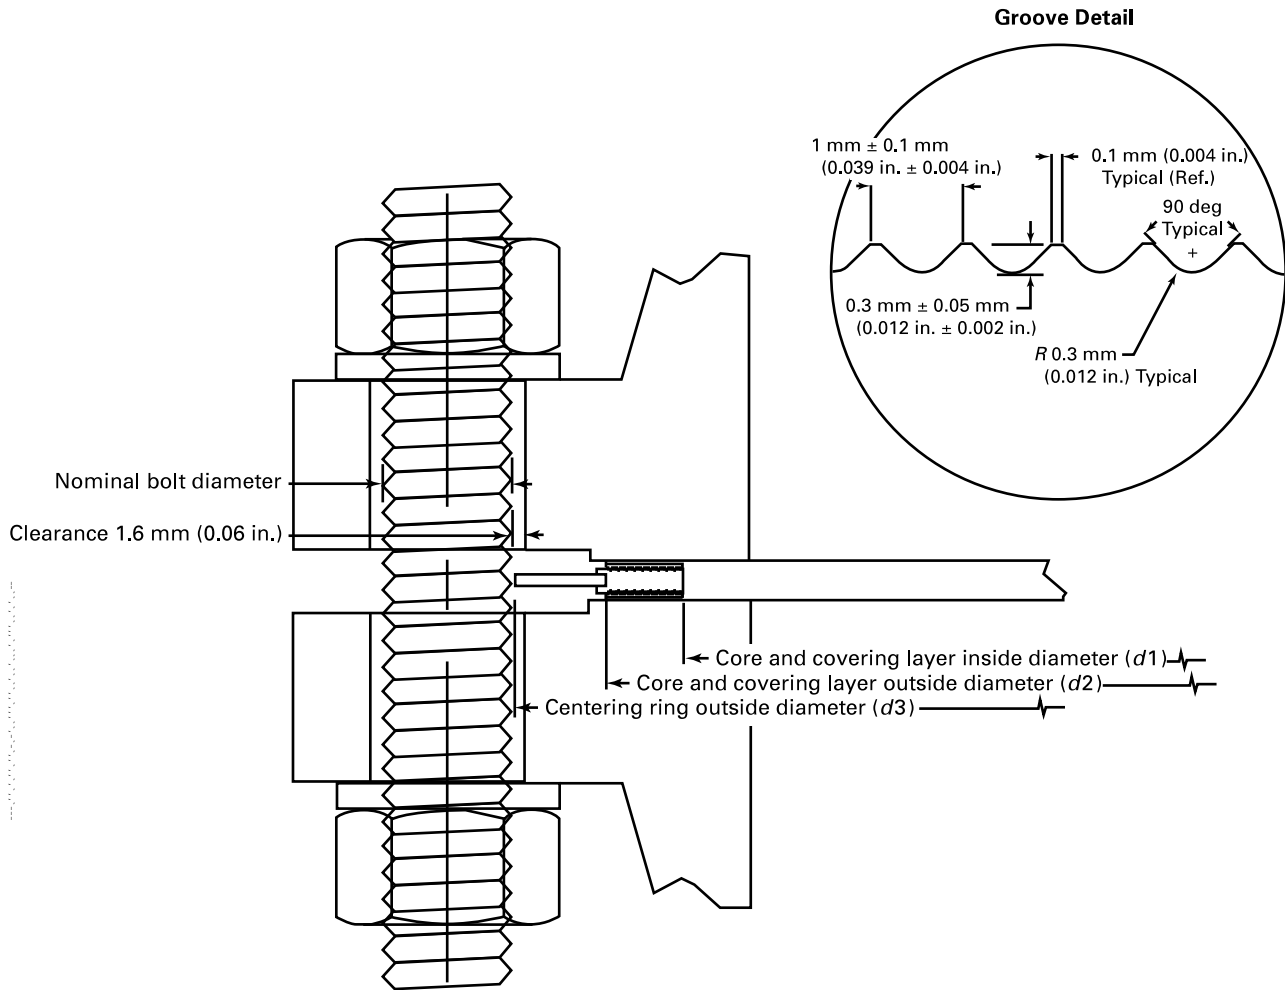 Groove Detail
1 mm ± 0.1 mm
(0.039 in. ± 0.004 in.)
0.1 mm (0.004 in.)
Typical (Ref.)
90 deg
Typical
+
0.3 mm ± 0.05 mm
(0.012 in. ± 0.002 in.)
R 0.3 mm
(0.012 in.) Typical
Nominal bolt diameter
Clearance 1.6 mm (0.06 in.)
Core and covering layer inside diameter (d1)
Core and covering layer outside diameter (d2)
Centering ring outside diameter (d3)